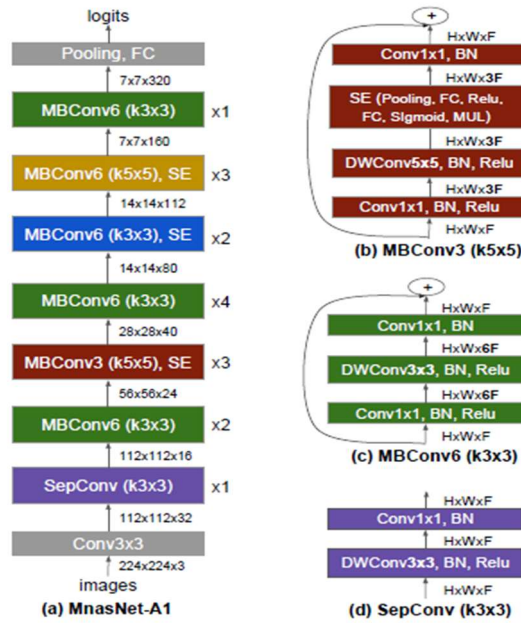 logits
Pooling, FC
7x7x320
MBConv6 (k3x3) x1
7x7x160
MBConv6 (k5x5), SE x3
14x14x112
MBConv6 (k3x3), SE x2
14x14x80
MBConv6 (k3x3) x4
28x28x40
MBConv3 (k5x5), SE x3
56x56x24
MBConv6 (k3x3) x2
112x112x16
SepConv (k3x3) x1
112x112x32
Conv3x3
224x224x3
images
(a) MnasNet-A1
+
HxWxF
Conv1x1, BN
HxWx3F
SE (Pooling, FC, Relu,
FC, SIgmoid, MUL)
HxWx3F
DWConv5x5, BN, Relu
HxWx3F
Conv1x1, BN, Relu
HxWxF
(b) MBConv3 (k5x5)
+
HxWxF
Conv1x1, BN
HxWx6F
DWConv3x3, BN, Relu
HxWx6F
Conv1x1, BN, Relu
HxWxF
(c) MBConv6 (k3x3)
HxWxF
Conv1x1, BN
HxWxF
DWConv3x3, BN, Relu
HxWxF
(d) SepConv (k3x3)